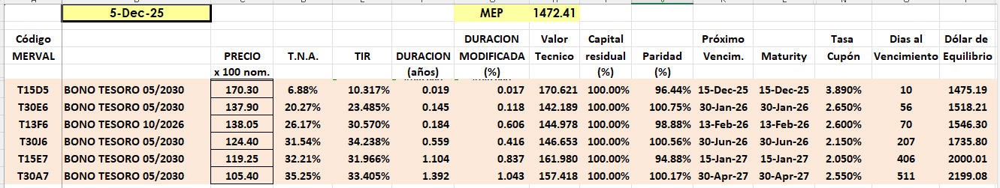 5-Dec-25 MEP 1472.41
Código DURACION Valor Capital Próximo Tasa Dias al Dólar de
MERVAL PRECIO T.N.A. TIR DURACION MODIFICADA Tecnico residual Paridad Vencim. Maturity Cupón Vencimiento Equilibrio
x 100 nom. (años) (%) (%) (%)
T15D5 BONO TESORO 05/2030 170.30 6.88% 10.317% 0.019 0.017 170.621 100.00% 96.44% 15-Dec-25 15-Dec-25 3.890% 10 1475.19
T30E6 BONO TESORO 05/2030 137.90 20.27% 23.485% 0.145 0.118 142.189 100.00% 100.75% 30-Jan-26 30-Jan-26 2.650% 56 1518.21
T13F6 BONO TESORO 10/2026 138.05 26.17% 30.570% 0.184 0.606 144.978 100.00% 98.88% 13-Feb-26 13-Feb-26 2.600% 70 1546.30
T30J6 BONO TESORO 05/2030 124.40 31.54% 34.238% 0.559 0.416 146.653 100.00% 100.56% 30-Jun-26 30-Jun-26 2.150% 207 1735.80
T15E7 BONO TESORO 05/2030 119.25 32.21% 31.966% 1.104 0.837 161.980 100.00% 94.88% 15-Jan-27 15-Jan-27 2.050% 406 2000.01
T30A7 BONO TESORO 05/2030 105.40 35.25% 33.405% 1.392 1.043 157.418 100.00% 100.17% 30-Apr-27 30-Apr-27 2.550% 511 2199.08